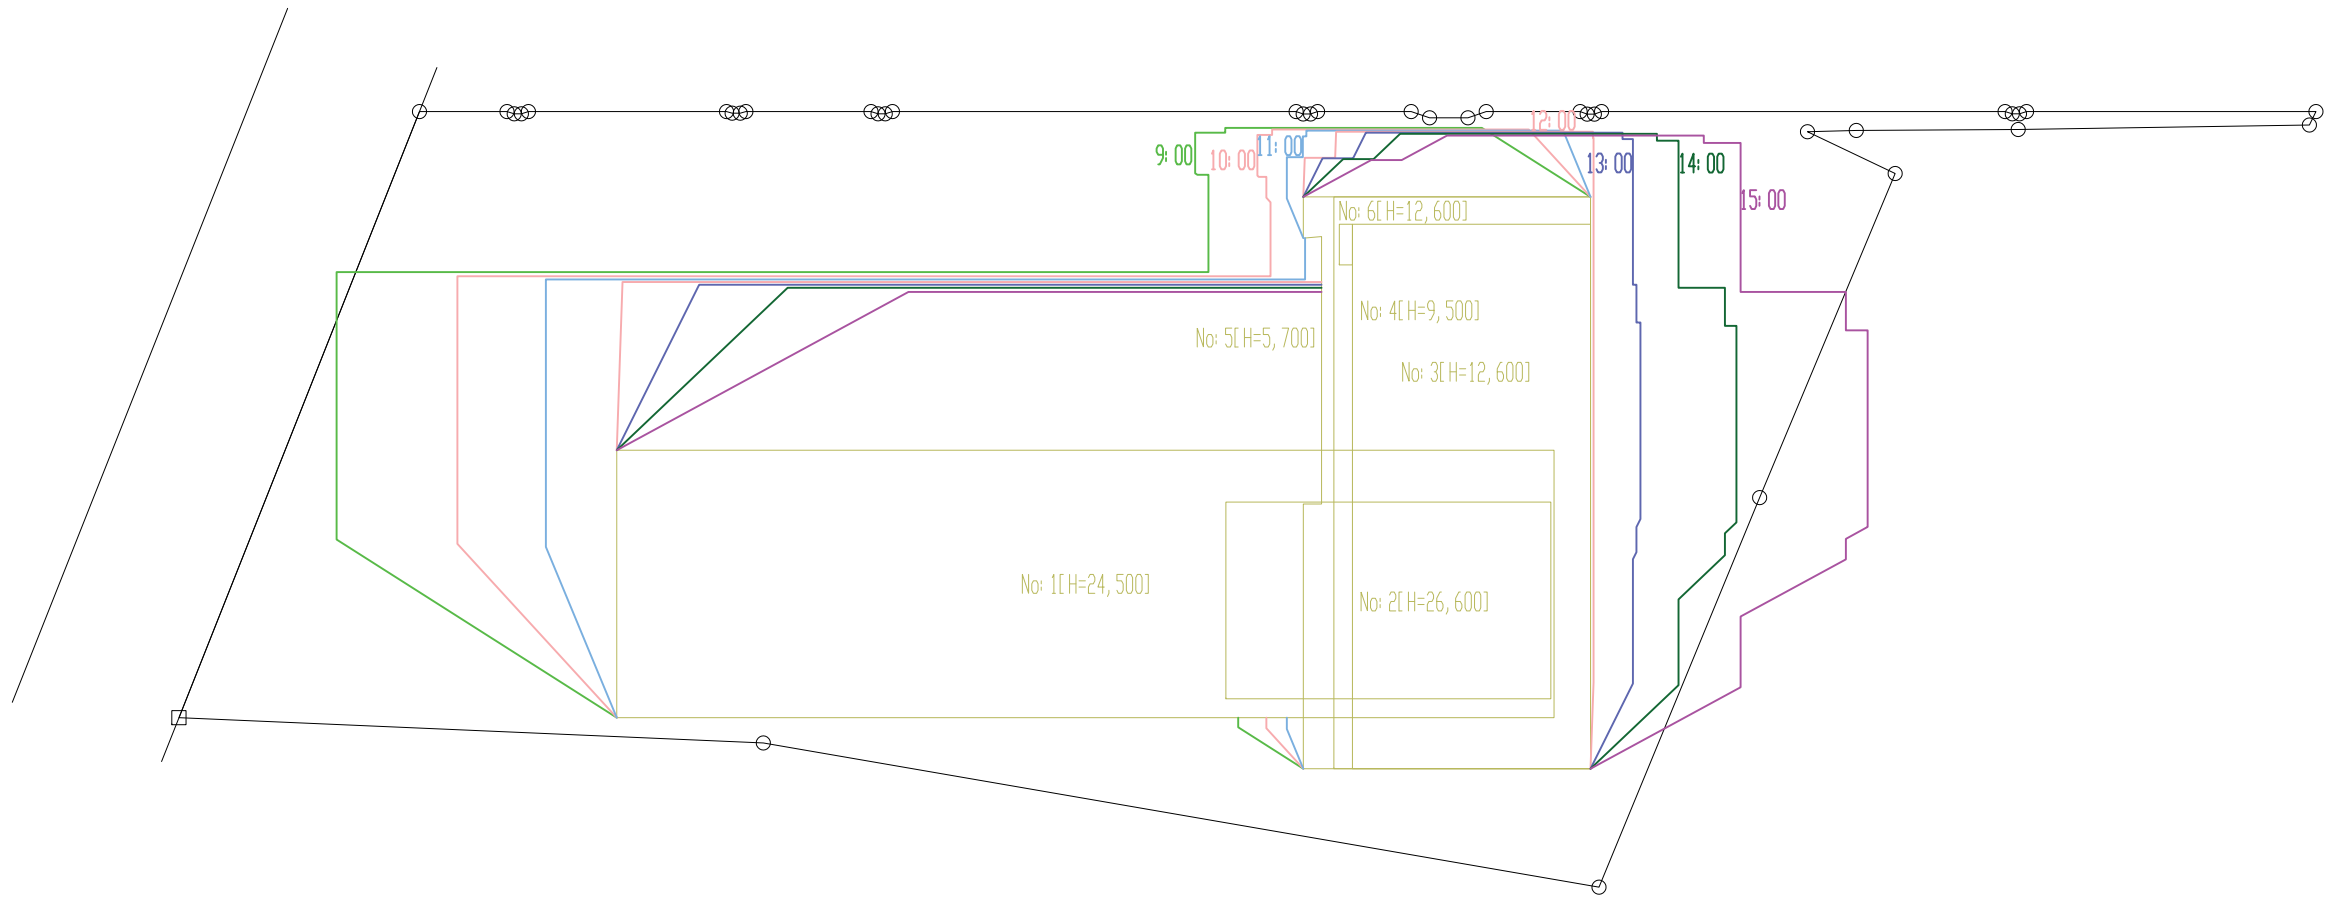 12:00
9:00
10:00
11:00
13:00
14:00
15:00
No: 6[H=12,600]
No: 4[H=9,500]
No: 5[H=5,700]
No: 3[H=12,600]
No: 1[H=24,500]
No: 2[H=26,600]